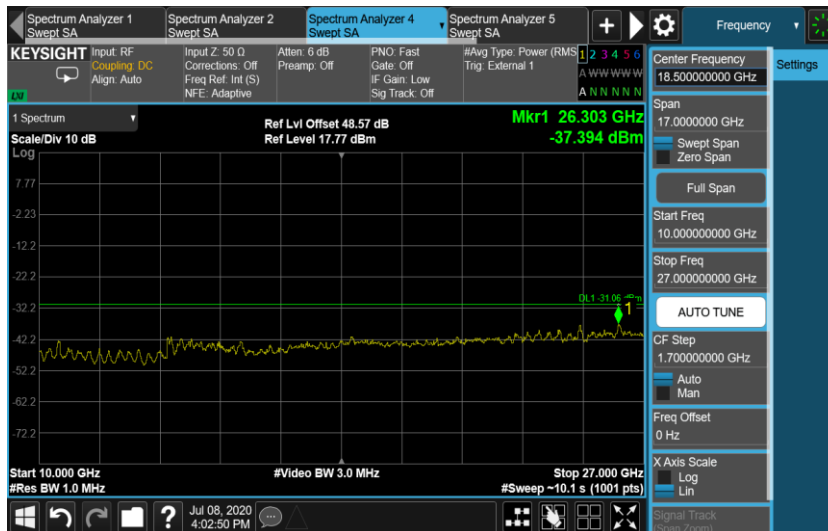 Spectrum Analyzer 1
Swept SA
Spectrum Analyzer 2
Swept SA
Spectrum Analyzer 4
Swept SA
Spectrum Analyzer 5
Swept SA
+
Frequency
KEYSIGHT
LXI
Input: RF
Coupling: DC
Align: Auto
Input Z: 50 Ω
Corrections: Off
Freq Ref: Int (S)
NFE: Adaptive
Atten: 6 dB
Preamp: Off
PNO: Fast
Gate: Off
IF Gain: Low
Sig Track: Off
#Avg Type: Power (RMS
Trig: External 1
1 2 3 4 5 6
A W W W W W
A N N N N N
1 Spectrum
Scale/Div 10 dB
Log
Ref Lvl Offset 48.57 dB
Ref Level 17.77 dBm
Mkr1 26.303 GHz
-37.394 dBm
7.77
-2.23
-12.2
-22.2
-32.2
-42.2
-52.2
-62.2
-72.2
DL1 -31.06 dBm
1
Start 10.000 GHz
#Res BW 1.0 MHz
#Video BW 3.0 MHz
Stop 27.000 GHz
#Sweep ~10.1 s (1001 pts)
Center Frequency
18.500000000 GHz
Settings
Span
17.0000000 GHz
Swept Span
Zero Span
Full Span
Start Freq
10.000000000 GHz
Stop Freq
27.000000000 GHz
AUTO TUNE
CF Step
1.700000000 GHz
Auto
Man
Freq Offset
0 Hz
X Axis Scale
Log
Lin
Signal Track
(Span Zoom)
?
Jul 08, 2020
4:02:50 PM